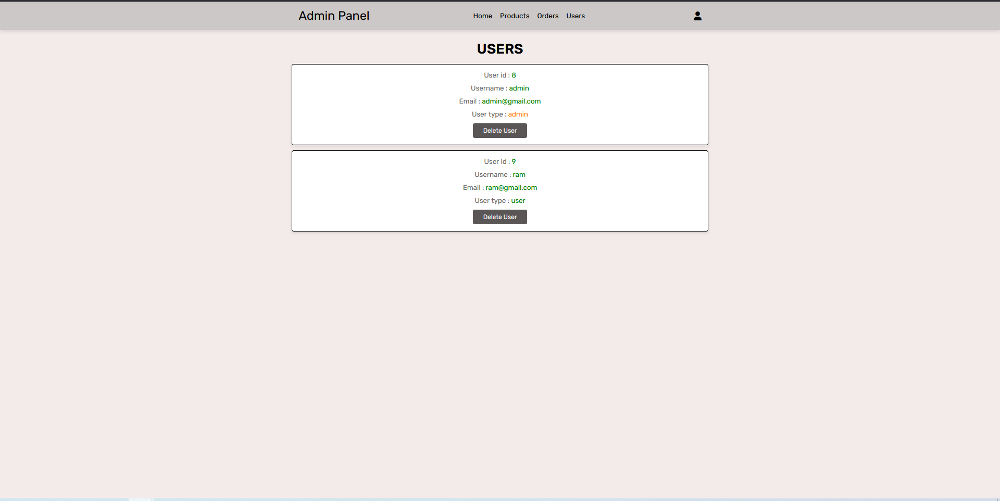 Admin Panel
Home Products Orders Users
USERS
User id : 8
Username : admin
Email : admin@gmail.com
User type : admin
Delete User
User id : 9
Username : ram
Email : ram@gmail.com
User type : user
Delete User